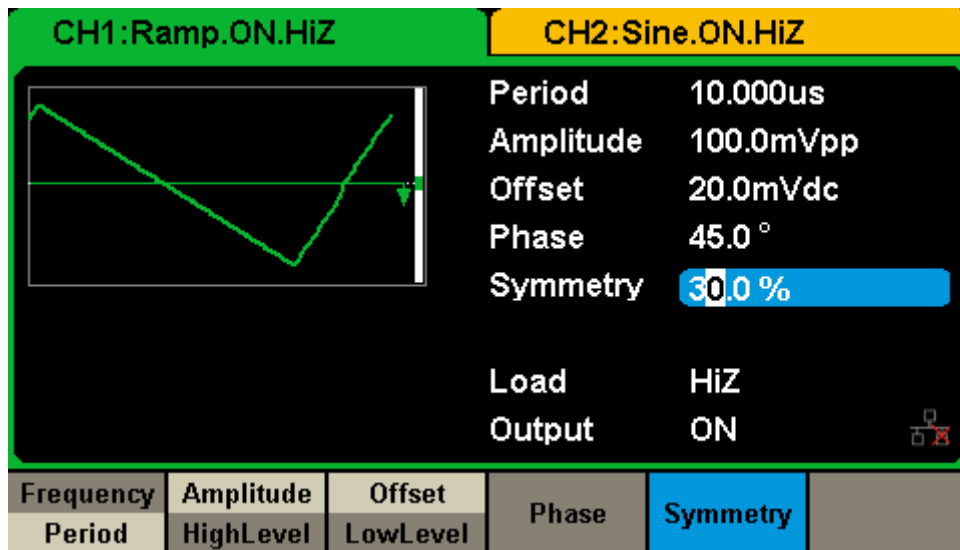 CH1:Ramp.ON.HiZ CH2:Sine.ON.HiZ
Period 10.000us
Amplitude 100.0mVpp
Offset 20.0mVdc
Phase 45.0 °
Symmetry 30.0 %
Load HiZ
Output ON
Frequency Amplitude Offset Phase Symmetry
Period HighLevel LowLevel